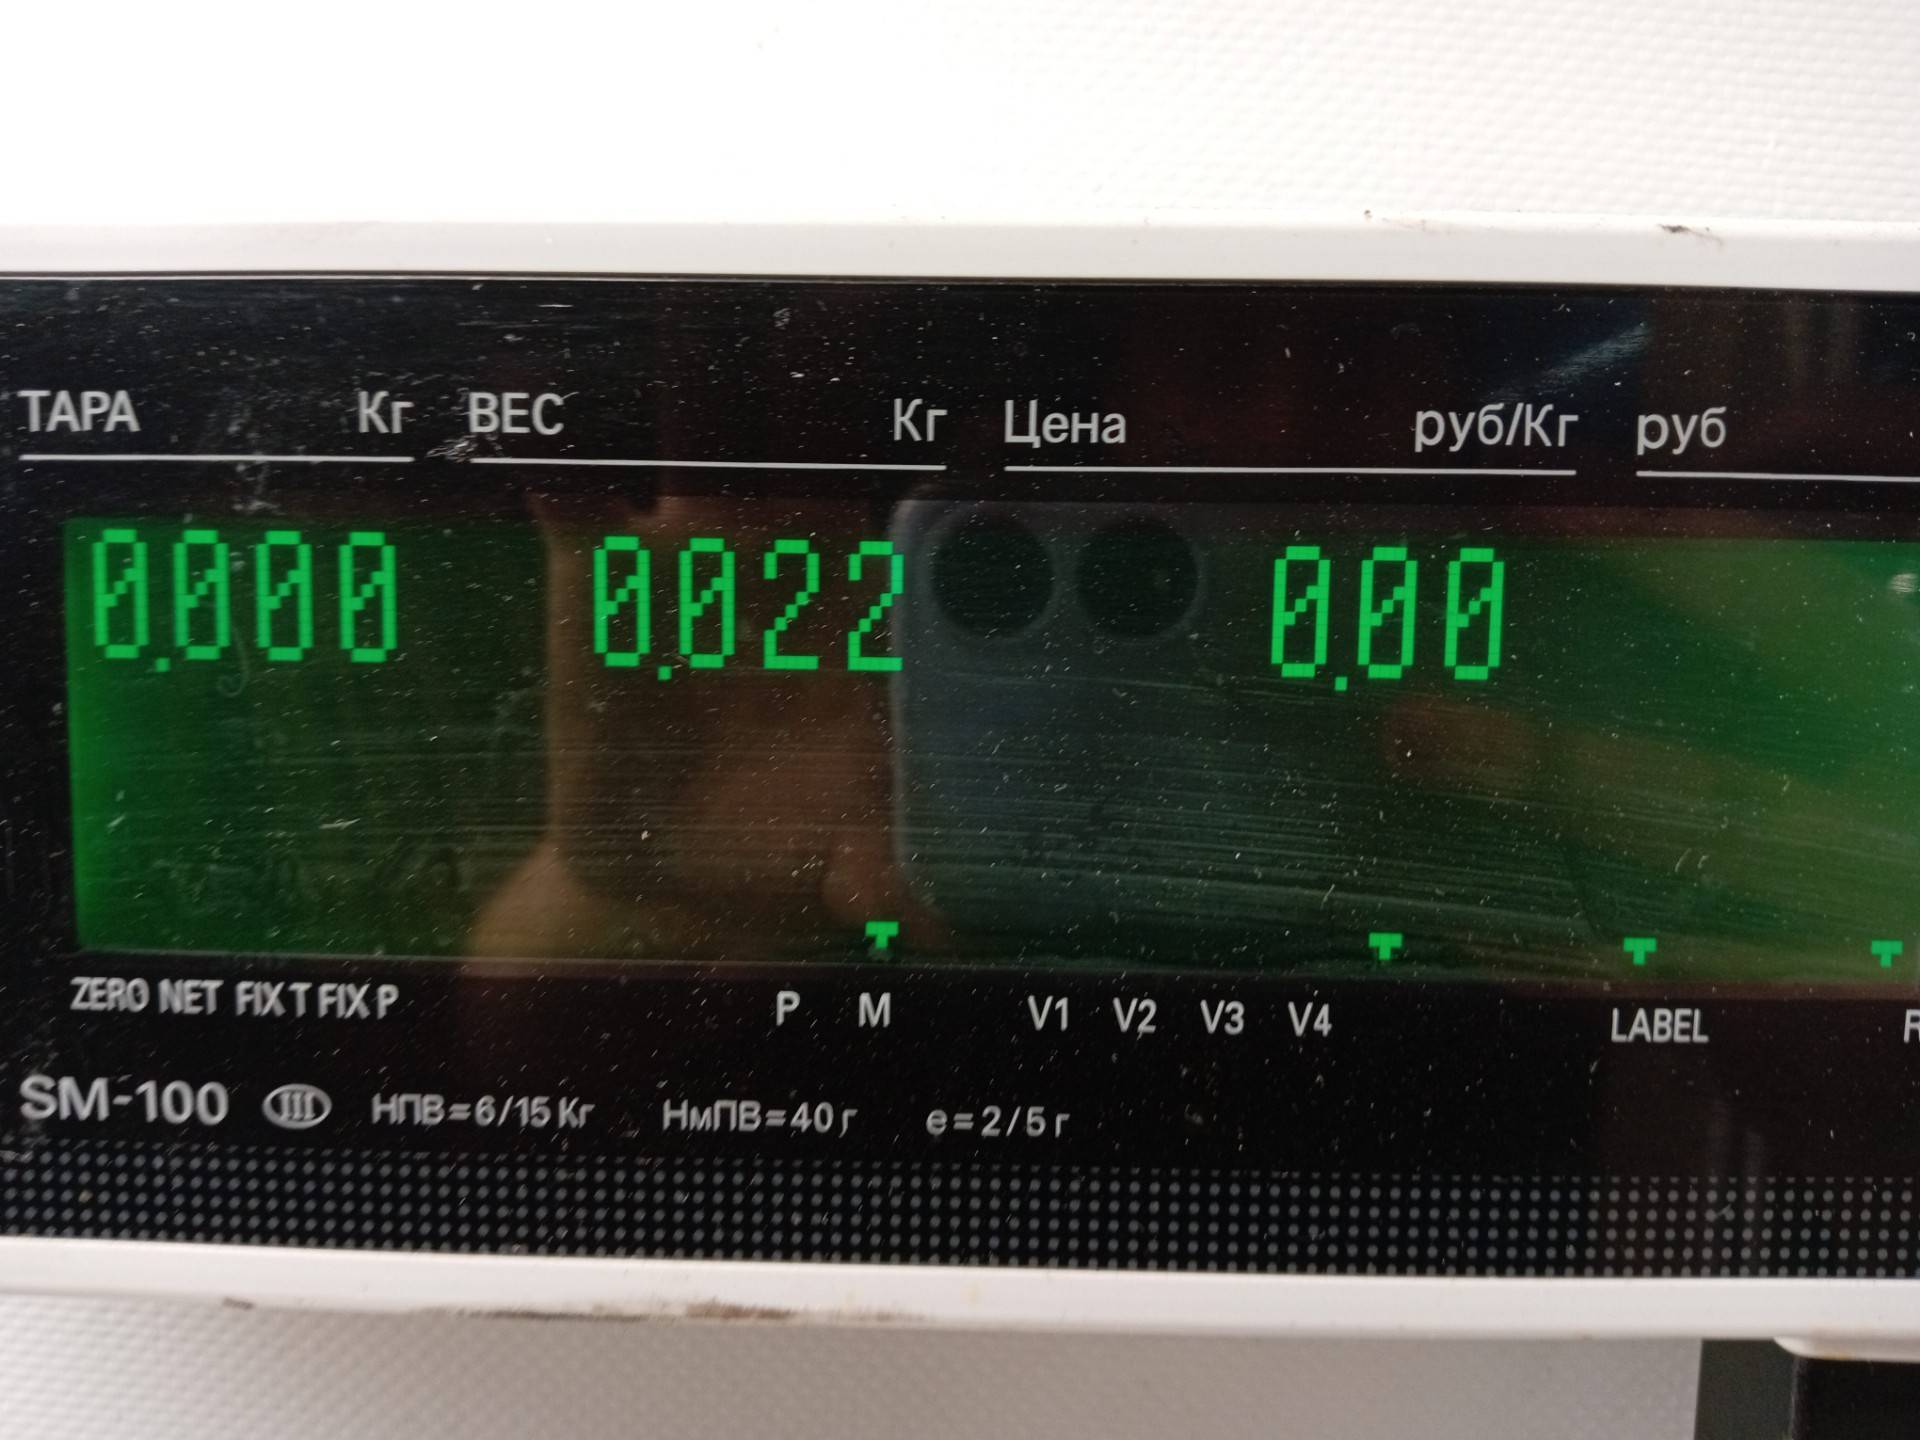 ТАРА Кг ВЕС Кг Цена руб/Кг руб
0.000 0.022 0.00
ZERO NET FIX T FIX P P M V1 V2 V3 V4 LABEL
SM-100 III НПВ=6/15 Кг НмПВ=40 г e=2/5 г